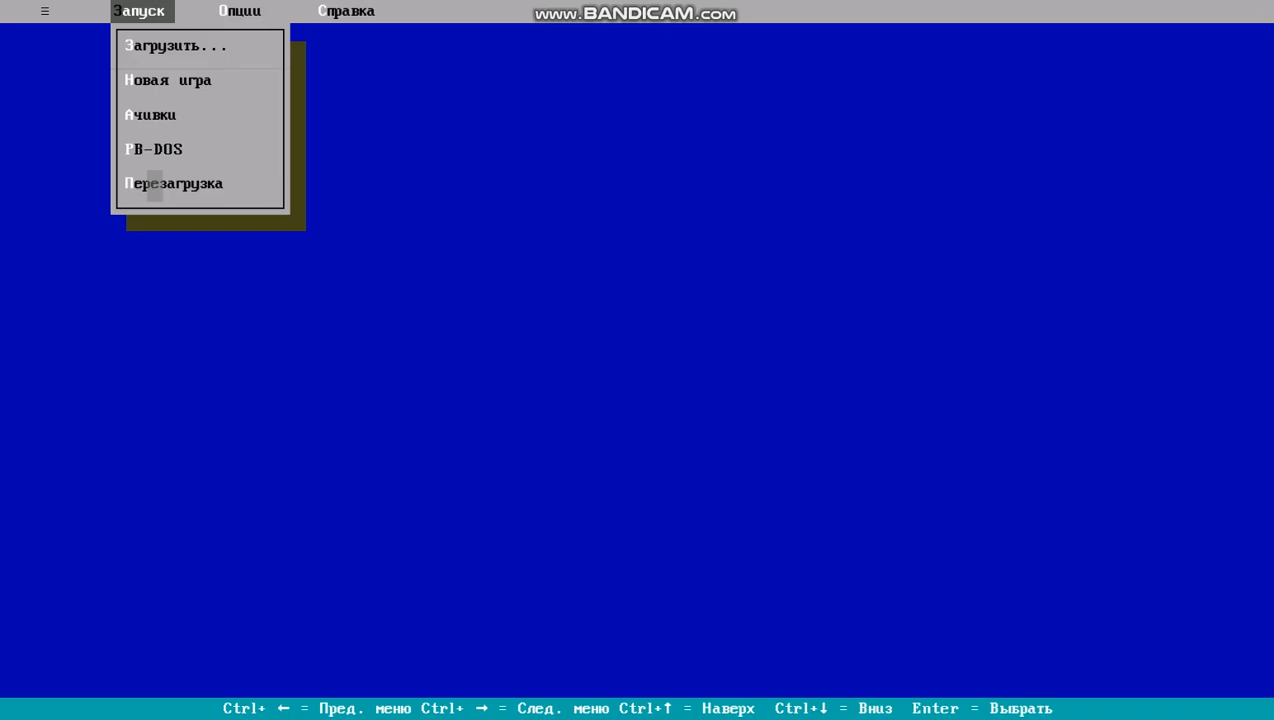 ≡ Запуск Опции Справка
www.BANDICAM.com
Загрузить...
Новая игра
Ачивки
PB-DOS
Перезагрузка
Ctrl+ ← = Пред. меню Ctrl+ → = След. меню Ctrl+↑ = Наверх Ctrl+↓ = Вниз Enter = Выбрать